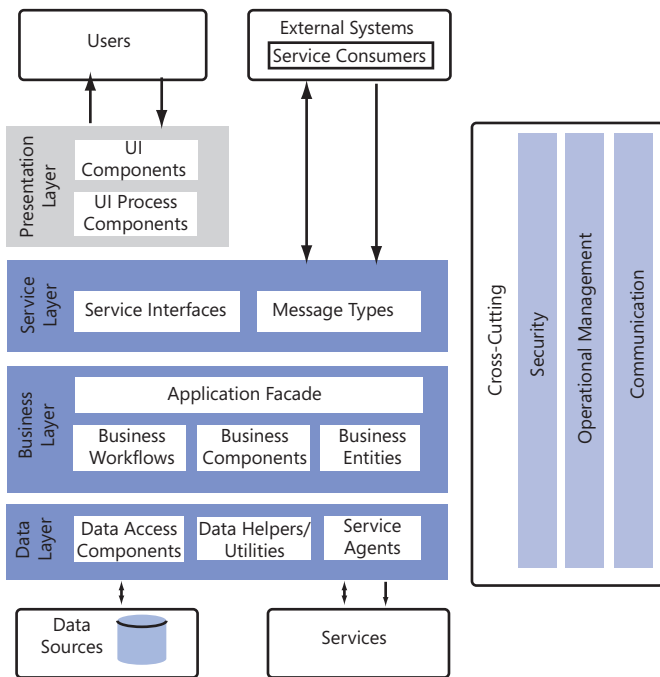 Users
External Systems
Service Consumers
Presentation
Layer
UI
Components
UI Process
Components
Service
Layer
Service Interfaces
Message Types
Business
Layer
Application Facade
Business
Workflows
Business
Components
Business
Entities
Data
Layer
Data Access
Components
Data Helpers/
Utilities
Service
Agents
Data
Sources
Services
Cross-Cutting
Security
Operational Management
Communication